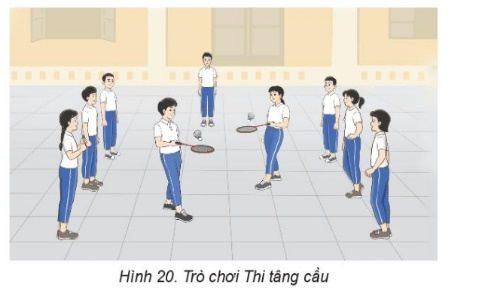 Hình 20. Trò chơi Thi tâng cầu